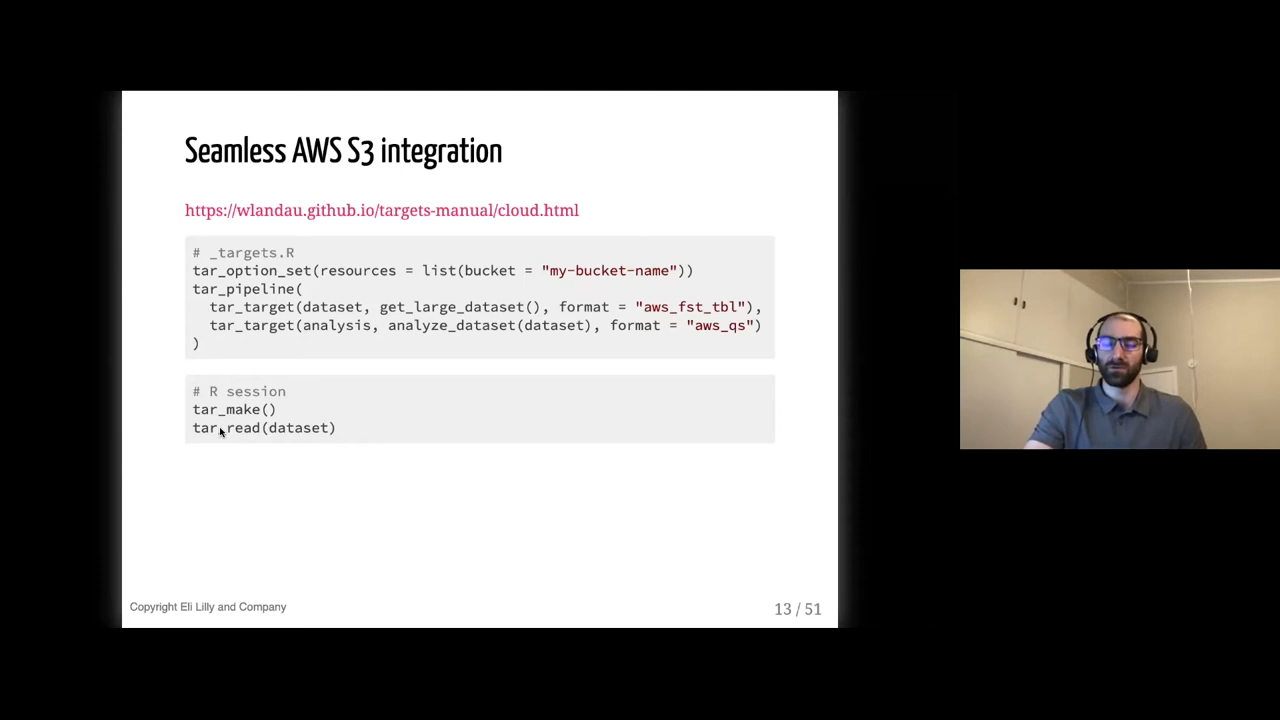 Seamless AWS S3 integration
https://wlandau.github.io/targets-manual/cloud.html
# _targets.R
tar_option_set(resources = list(bucket = "my-bucket-name"))
tar_pipeline(
  tar_target(dataset, get_large_dataset(), format = "aws_fst_tbl"),
  tar_target(analysis, analyze_dataset(dataset), format = "aws_qs")
)
# R session
tar_make()
tar_read(dataset)
Copyright Eli Lilly and Company
13 / 51